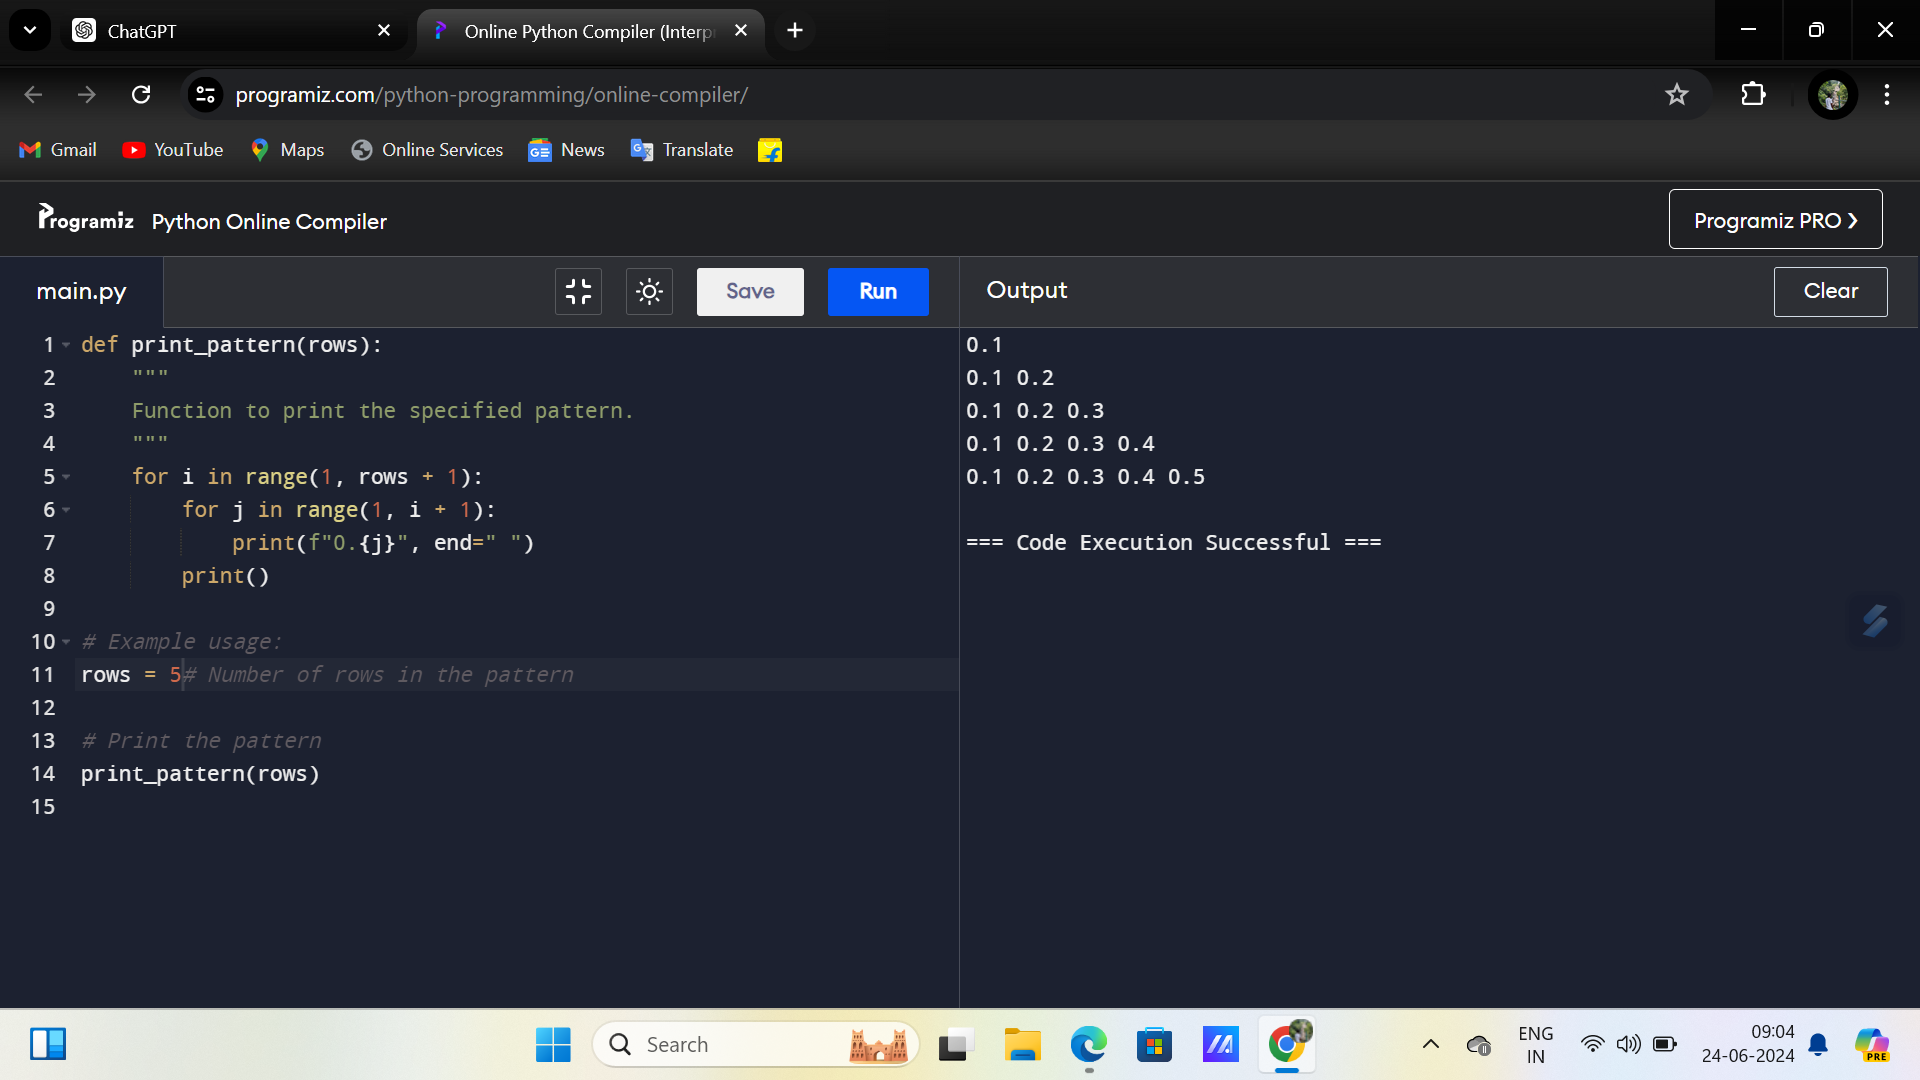 ChatGPT
Online Python Compiler (Interp
programiz.com/python-programming/online-compiler/
Gmail YouTube Maps Online Services News Translate
Programiz Python Online Compiler
Programiz PRO ❯
main.py
Save
Run
Output
Clear
1 def print_pattern(rows):
2     """
3     Function to print the specified pattern.
4     """
5     for i in range(1, rows + 1):
6         for j in range(1, i + 1):
7             print(f"0.{j}", end=" ")
8         print()
9
10 # Example usage:
11 rows = 5# Number of rows in the pattern
12
13 # Print the pattern
14 print_pattern(rows)
15
0.1
0.1 0.2
0.1 0.2 0.3
0.1 0.2 0.3 0.4
0.1 0.2 0.3 0.4 0.5
=== Code Execution Successful ===
Search
ENG
IN
09:04
24-06-2024
PRE